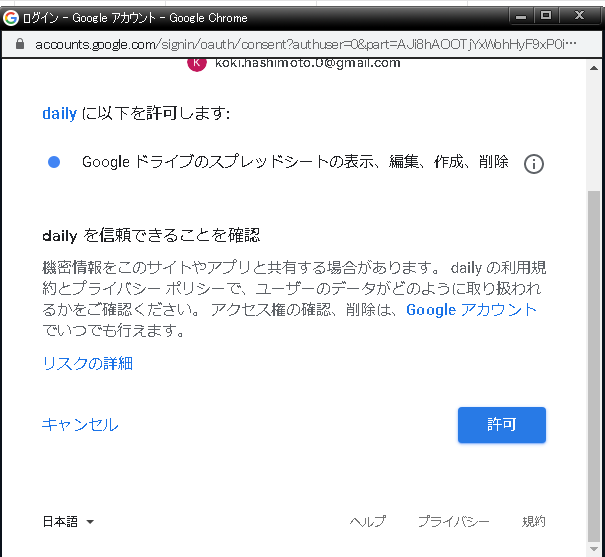 ログイン - Google アカウント - Google Chrome
accounts.google.com/signin/oauth/consent?authuser=0&part=AJi8hAOOTjYxWohHyF9xP0i…
K koki.hashimoto.0@gmail.com
daily に以下を許可します:
Google ドライブのスプレッドシートの表示、編集、作成、削除
daily を信頼できることを確認
機密情報をこのサイトやアプリと共有する場合があります。 daily の利用規
約とプライバシー ポリシーで、ユーザーのデータがどのように取り扱われ
るかをご確認ください。 アクセス権の確認、削除は、Google アカウント
でいつでも行えます。
リスクの詳細
キャンセル 許可
日本語 ヘルプ プライバシー 規約